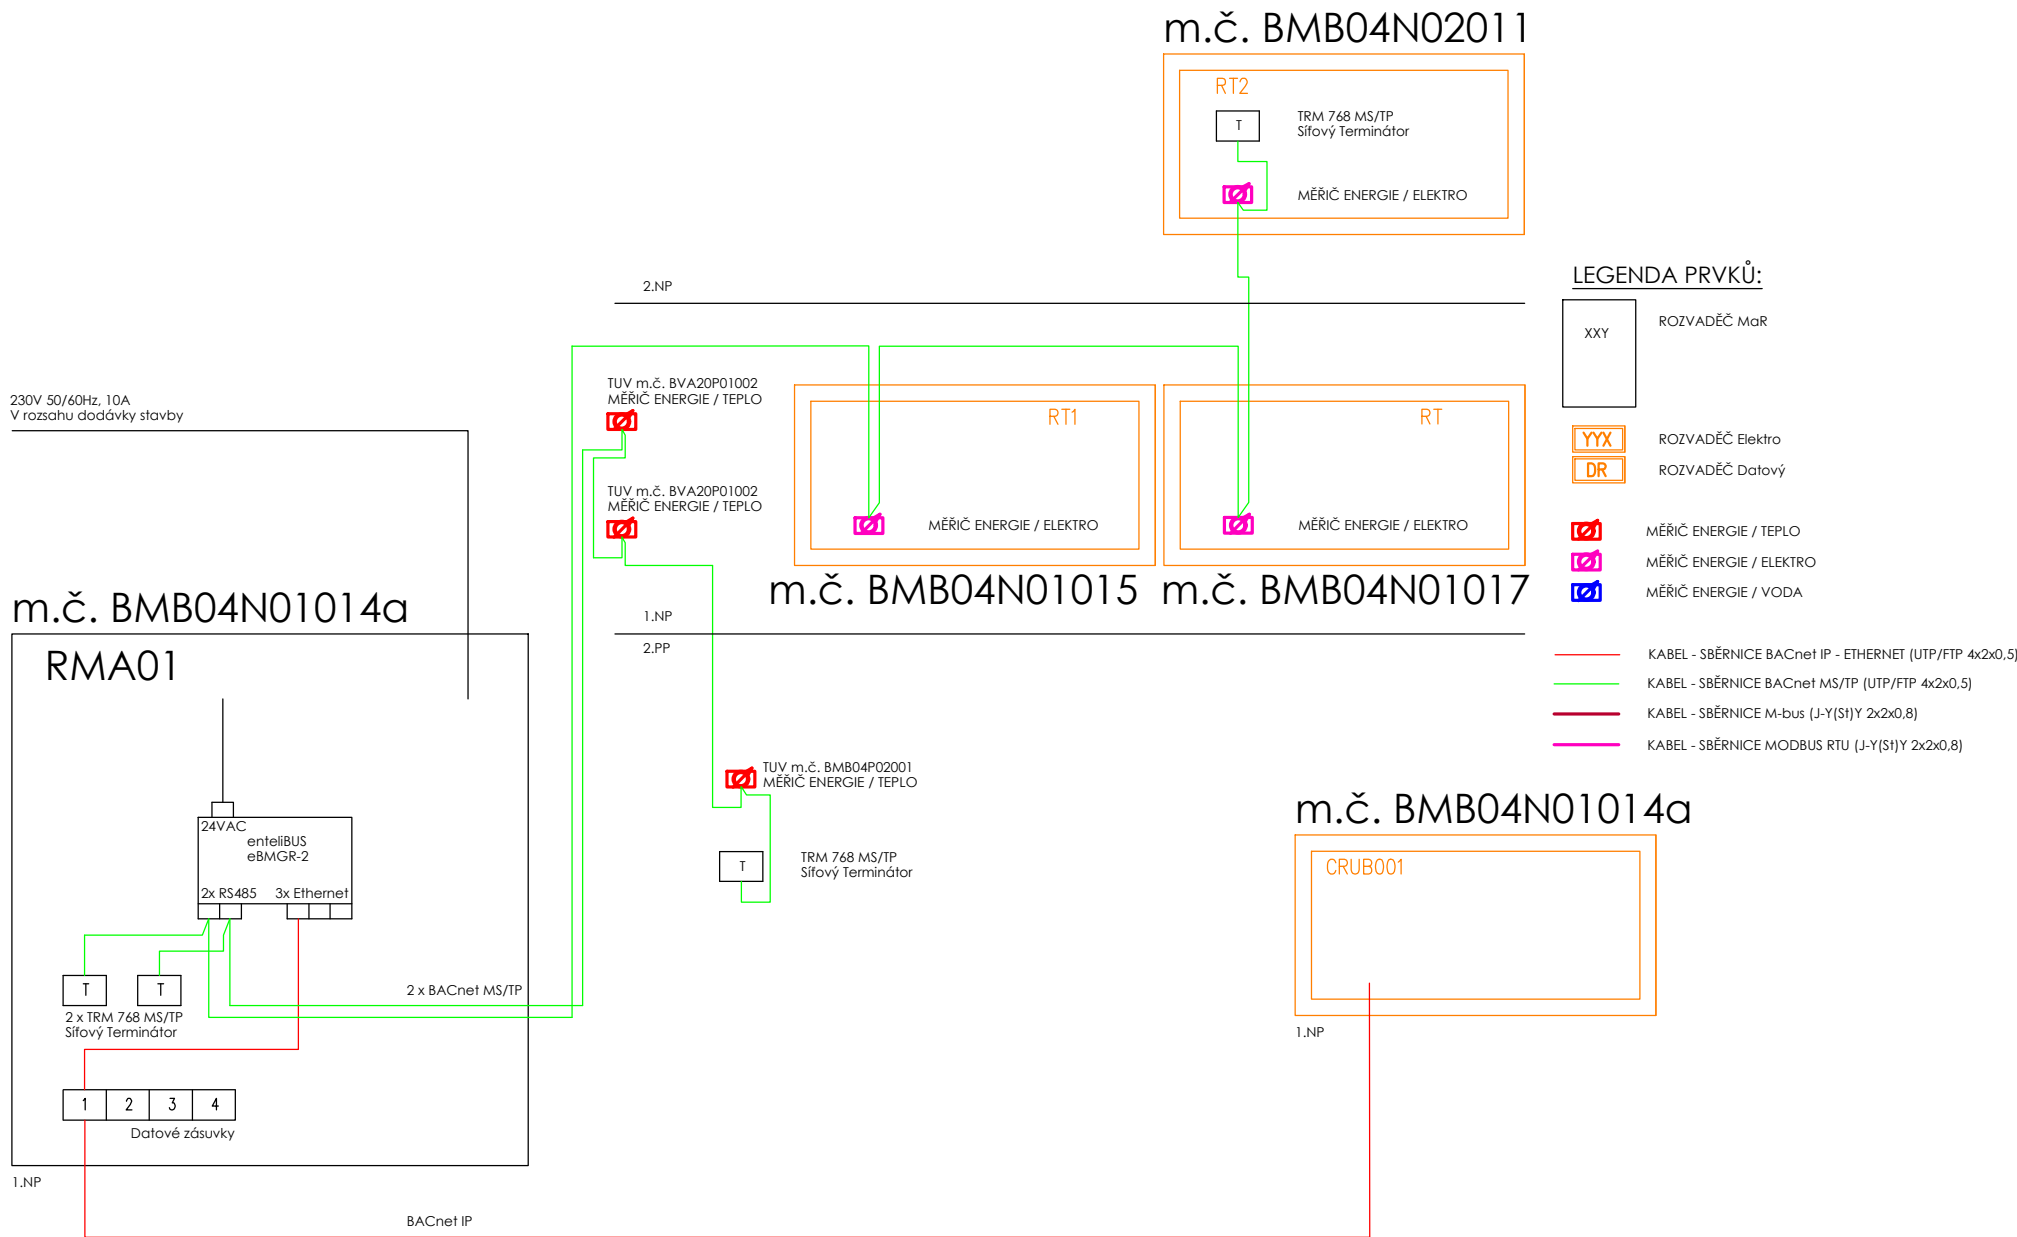 m.č. BMB04N02011
RT2
T
TRM 768 MS/TP
Síťový Terminátor
MĚŘIČ ENERGIE / ELEKTRO
2.NP
230V 50/60Hz, 10A
V rozsahu dodávky stavby
TUV m.č. BVA20P01002
MĚŘIČ ENERGIE / TEPLO
TUV m.č. BVA20P01002
MĚŘIČ ENERGIE / TEPLO
RT1
MĚŘIČ ENERGIE / ELEKTRO
m.č. BMB04N01015
RT
MĚŘIČ ENERGIE / ELEKTRO
m.č. BMB04N01017
1.NP
2.PP
TUV m.č. BMB04P02001
MĚŘIČ ENERGIE / TEPLO
T
TRM 768 MS/TP
Síťový Terminátor
m.č. BMB04N01014a
RMA01
24VAC
enteliBUS
eBMGR-2
2x RS485
3x Ethernet
T
T
2 x TRM 768 MS/TP
Síťový Terminátor
2 x BACnet MS/TP
1
2
3
4
Datové zásuvky
1.NP
BACnet IP
m.č. BMB04N01014a
CRUB001
1.NP
LEGENDA PRVKŮ:
XXY
ROZVADĚČ MaR
YYX
ROZVADĚČ Elektro
DR
ROZVADĚČ Datový
MĚŘIČ ENERGIE / TEPLO
MĚŘIČ ENERGIE / ELEKTRO
MĚŘIČ ENERGIE / VODA
KABEL - SBĚRNICE BACnet IP - ETHERNET (UTP/FTP 4x2x0,5)
KABEL - SBĚRNICE BACnet MS/TP (UTP/FTP 4x2x0,5)
KABEL - SBĚRNICE M-bus (J-Y(St)Y 2x2x0,8)
KABEL - SBĚRNICE MODBUS RTU (J-Y(St)Y 2x2x0,8)